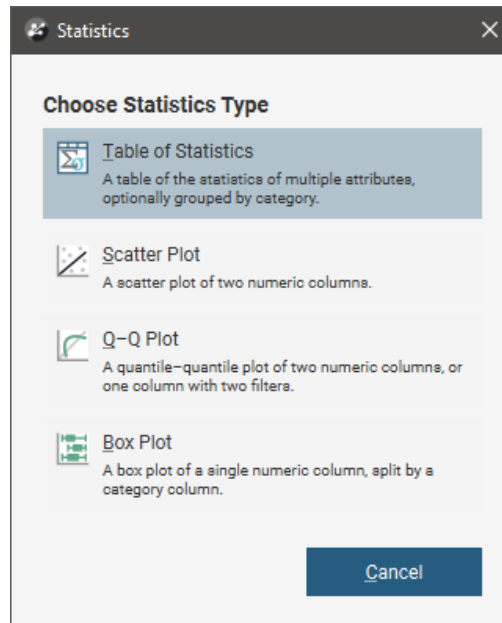 Statistics
Choose Statistics Type
Table of Statistics
A table of the statistics of multiple attributes,
optionally grouped by category.
Scatter Plot
A scatter plot of two numeric columns.
Q–Q Plot
A quantile–quantile plot of two numeric columns, or
one column with two filters.
Box Plot
A box plot of a single numeric column, split by a
category column.
Cancel